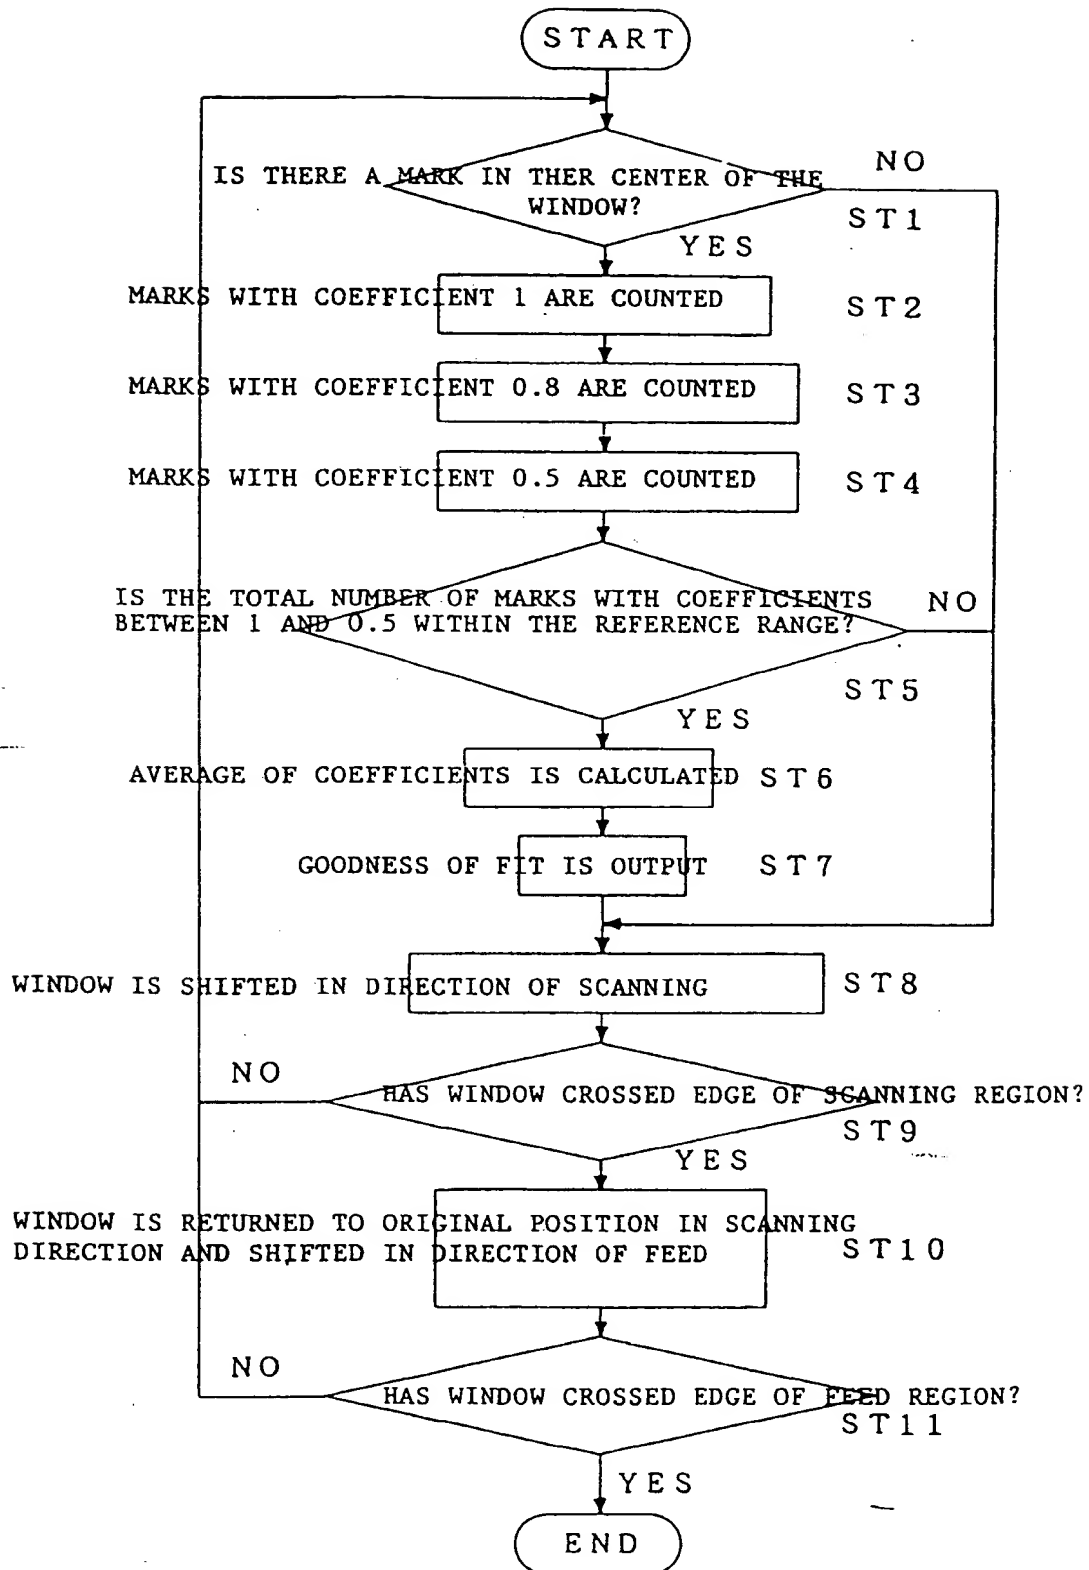 START
IS THERE A MARK IN THER CENTER OF THE
WINDOW?
NO
ST1
YES
MARKS WITH COEFFICIENT 1 ARE COUNTED
ST2
MARKS WITH COEFFICIENT 0.8 ARE COUNTED
ST3
MARKS WITH COEFFICIENT 0.5 ARE COUNTED
ST4
IS THE TOTAL NUMBER OF MARKS WITH COEFFICIENTS
BETWEEN 1 AND 0.5 WITHIN THE REFERENCE RANGE?
NO
ST5
YES
AVERAGE OF COEFFICIENTS IS CALCULATED
ST6
GOODNESS OF FIT IS OUTPUT
ST7
WINDOW IS SHIFTED IN DIRECTION OF SCANNING
ST8
NO
HAS WINDOW CROSSED EDGE OF SCANNING REGION?
ST9
YES
WINDOW IS RETURNED TO ORIGINAL POSITION IN SCANNING
DIRECTION AND SHIFTED IN DIRECTION OF FEED
ST10
NO
HAS WINDOW CROSSED EDGE OF FEED REGION?
ST11
YES
END